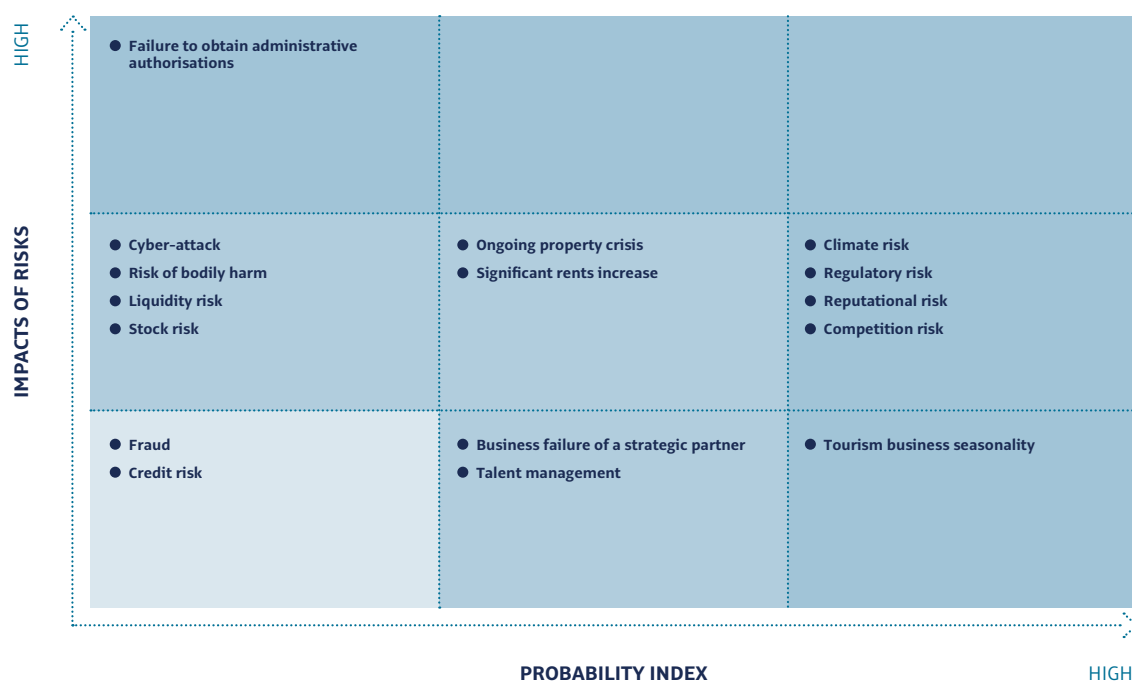 HIGH
IMPACTS OF RISKS
Failure to obtain administrative
authorisations
Cyber-attack
Risk of bodily harm
Liquidity risk
Stock risk
Ongoing property crisis
Significant rents increase
Climate risk
Regulatory risk
Reputational risk
Competition risk
Fraud
Credit risk
Business failure of a strategic partner
Talent management
Tourism business seasonality
PROBABILITY INDEX
HIGH